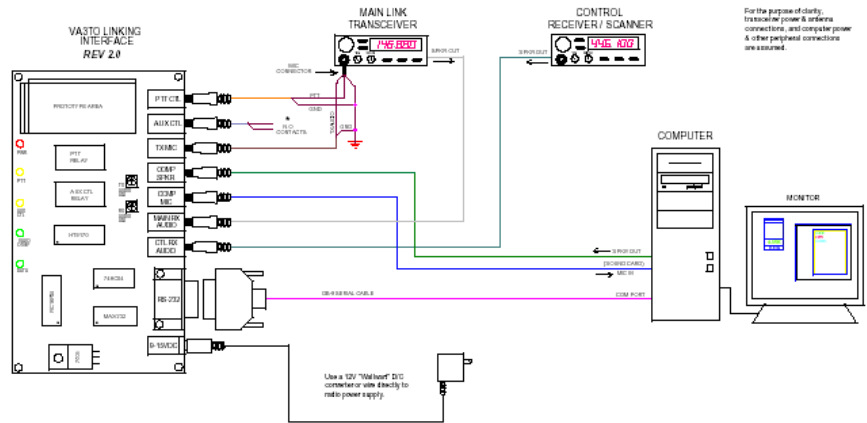 MAIN LINK
TRANSCEIVER
CONTROL
RECEIVER / SCANNER
For the purpose of clarity,
transceiver power & antenna
connections, and computer power
& other peripheral connections
are assumed.
VA3TO LINKING
INTERFACE
REV 2.0
146.880
446.100
SPKR OUT
SPKR OUT
MIC
CONNECTOR
PROTOTYPE AREA
PTT CTL
PTT
GND
AUX CTL
*
N.O
CONTACTS
TX AUDIO
GND
TX MIC
PTT
RELAY
COMPUTER
COMP
SPKR
AUX CTL
RELAY
COMP
MIC
MONITOR
MAIN RX
AUDIO
CTL RX
AUDIO
SPKR OUT
(SOUND CARD)
MIC IN
74HC04
RS-232
DB-9 SERIAL CABLE
COM PORT
MAX232
9-15VDC
Use a 12V "Wallwart" D/C
converter or wire directly to
radio power supply.